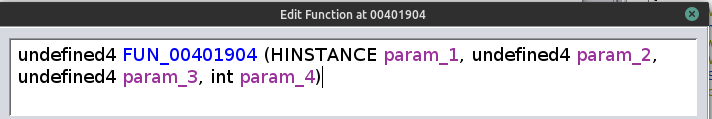 Edit Function at 00401904
undefined4 FUN_00401904 (HINSTANCE param_1, undefined4 param_2,
undefined4 param_3, int param_4)